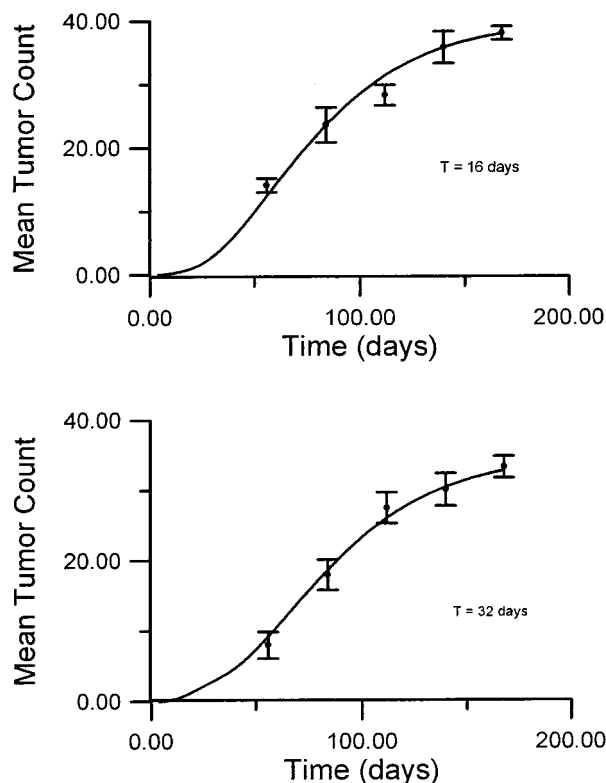 40.00
20.00
0.00
Mean Tumor Count
T = 16 days
0.00
100.00
200.00
Time (days)
40.00
20.00
0.00
Mean Tumor Count
T = 32 days
0.00
100.00
200.00
Time (days)